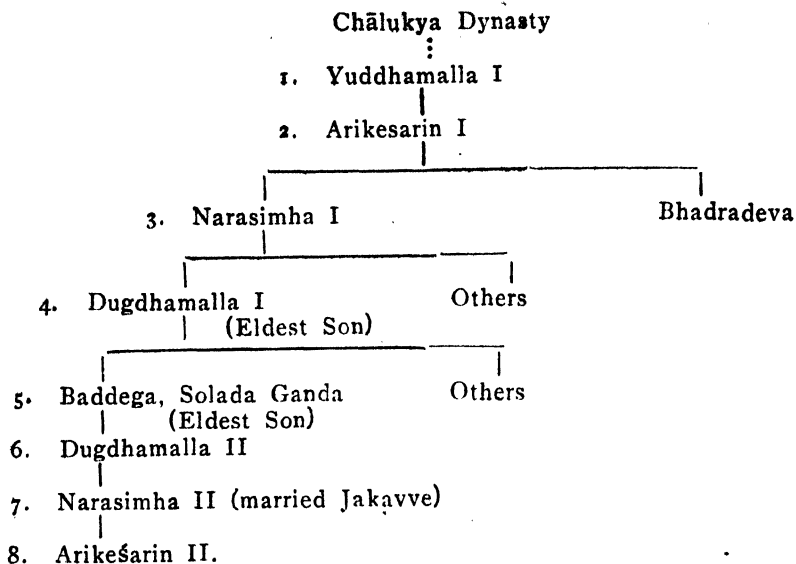 Chālukya Dynasty
1. Yuddhamalla I
2. Arikesarin I
3. Narasimha I
Bhadradeva
4. Dugdhamalla I
Others
(Eldest Son)
5. Baddega, Solada Ganda
Others
(Eldest Son)
6. Dugdhamalla II
7. Narasimha II (married Jakavve)
8. Arikeśarin II.